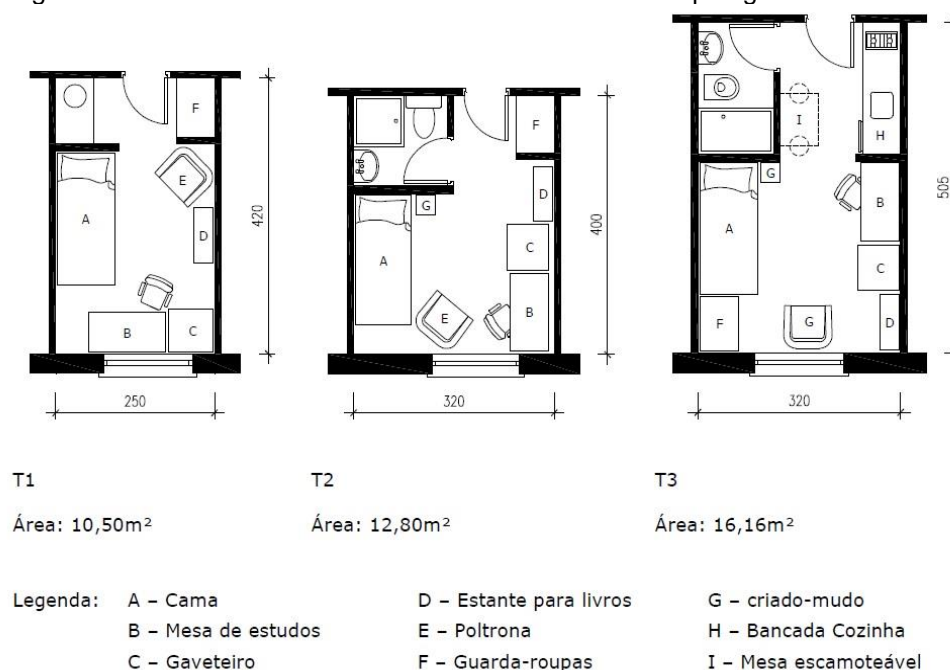 F
E
A
D
B
C
420
250
F
D
G
A
C
E
B
400
320
D
I
H
G
A
B
C
F
G
D
505
320
T1
T2
T3
Área: 10,50m²
Área: 12,80m²
Área: 16,16m²
Legenda:
A – Cama
D – Estante para livros
G – criado-mudo
B – Mesa de estudos
E – Poltrona
H – Bancada Cozinha
C – Gaveteiro
F – Guarda-roupas
I – Mesa escamoteável